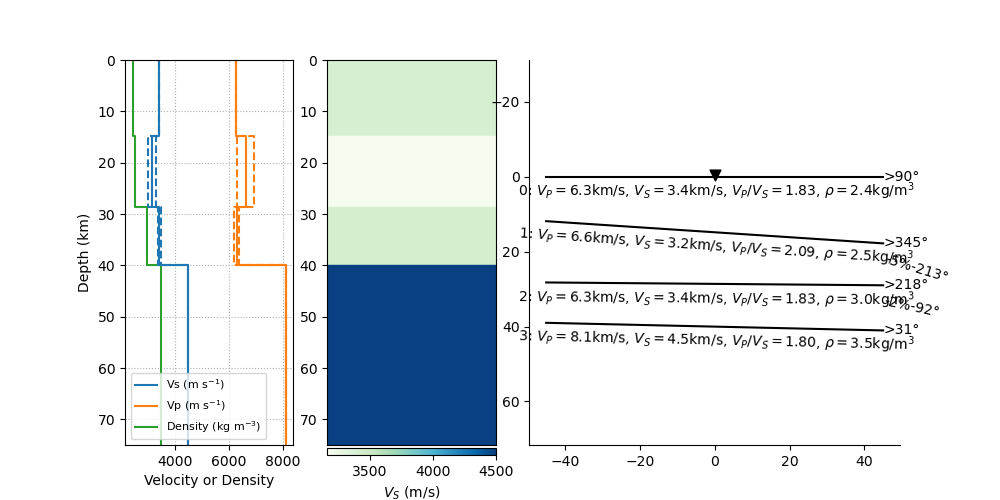 0
10
20
30
40
50
60
70
Depth (km)
4000 6000 8000
Velocity or Density
Vs (m s⁻¹)
Vp (m s⁻¹)
Density (kg m⁻³)
0
10
20
30
40
50
60
70
3500 4000 4500
V_S (m/s)
−20
0
20
40
60
−40 −20 0 20 40
>90°
0: V_P = 6.3km/s, V_S = 3.4km/s, V_P/V_S = 1.83, ρ = 2.4kg/m³
>345°
1: V_P = 6.6km/s, V_S = 3.2km/s, V_P/V_S = 2.09, ρ = 2.5kg/m³
-5%-213°
>218°
2: V_P = 6.3km/s, V_S = 3.4km/s, V_P/V_S = 1.83, ρ = 3.0kg/m³
-2%-92°
>31°
3: V_P = 8.1km/s, V_S = 4.5km/s, V_P/V_S = 1.80, ρ = 3.5kg/m³